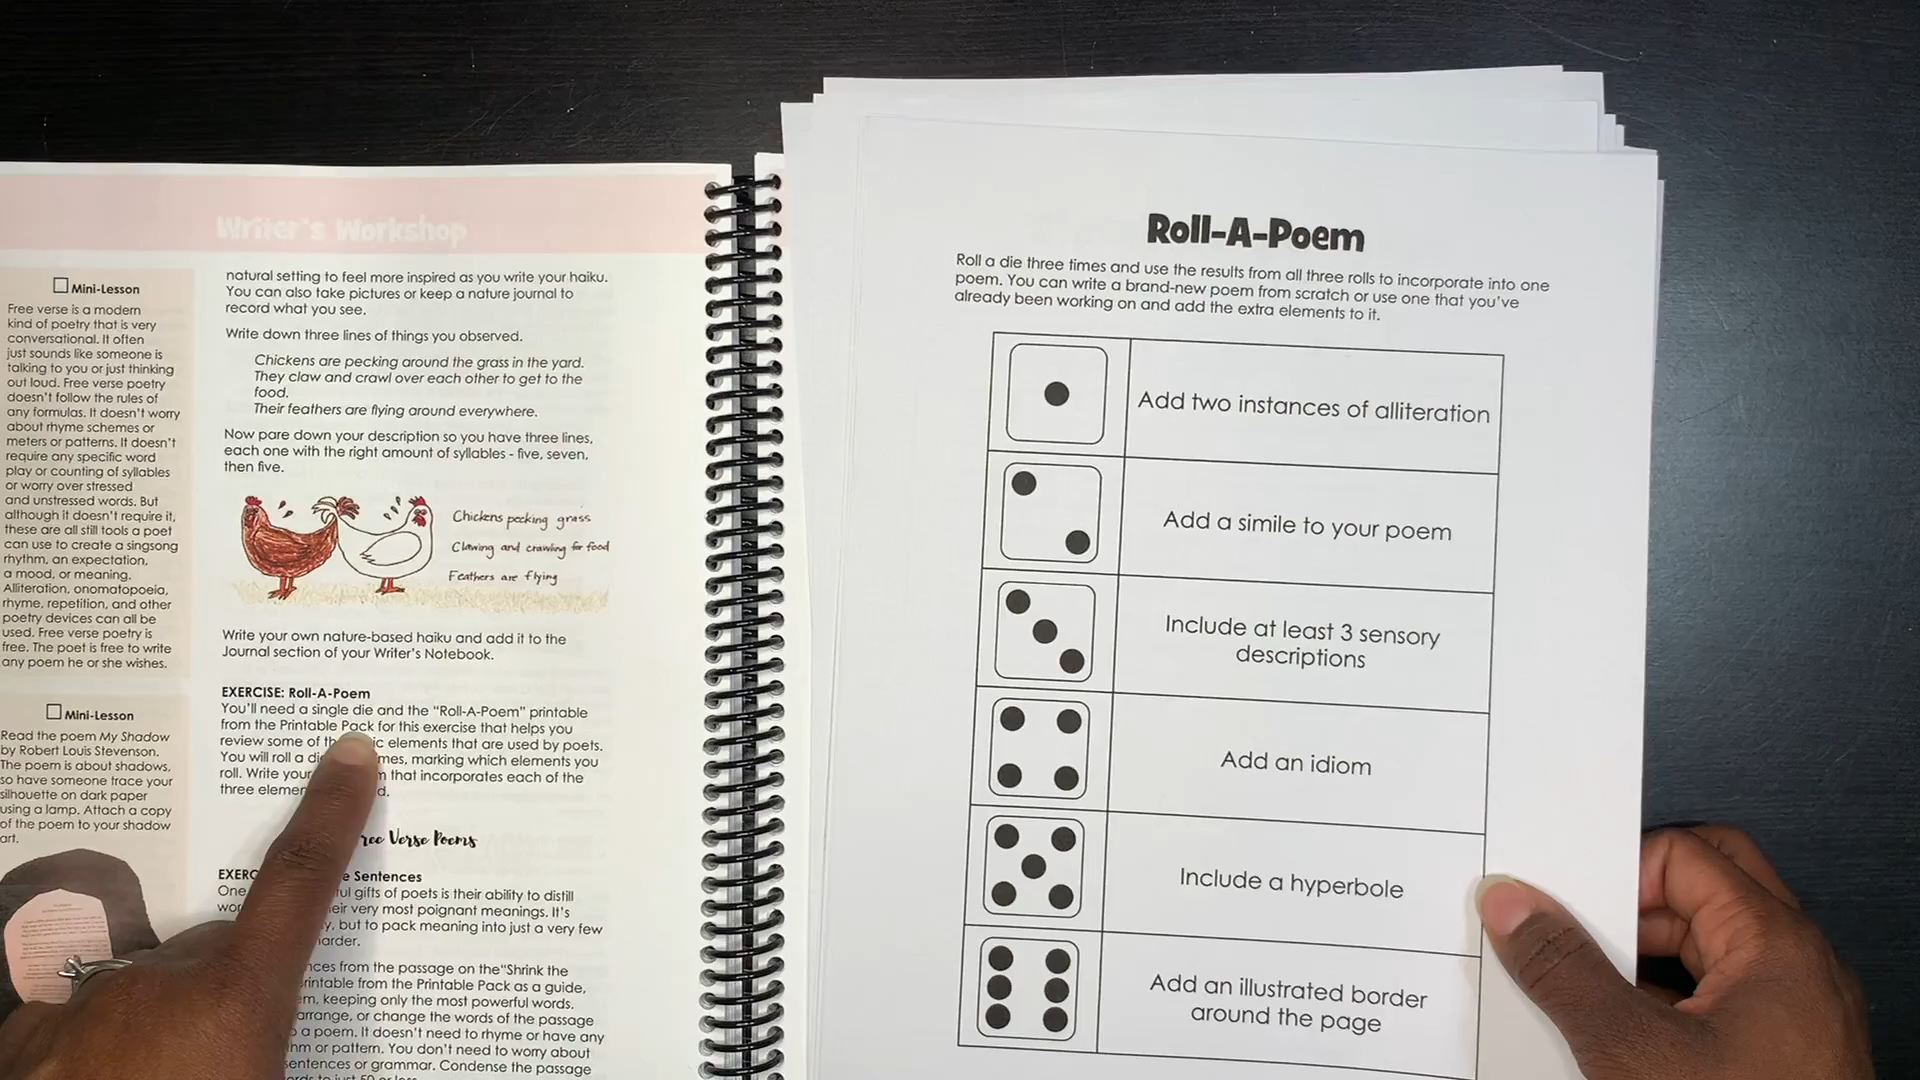 Writer's Workshop
Mini-Lesson
Free verse is a modern
kind of poetry that is very
conversational. It often
just sounds like someone is
talking to you or just thinking
out loud. Free verse poetry
doesn't follow the rules of
any formulas. It doesn't worry
about rhyme schemes or
meters or patterns. It doesn't
require any specific word
play or counting of syllables
or worry over stressed
and unstressed words. But
although it doesn't require it,
these are all still tools a poet
can use to create a singsong
rhythm, an expectation,
a mood, or meaning.
Alliteration, onomatopoeia,
rhyme, repetition, and other
poetry devices can all be
used. Free verse poetry is
free. The poet is free to write
any poem he or she wishes.
Mini-Lesson
Read the poem My Shadow
by Robert Louis Stevenson.
The poem is about shadows,
so have someone trace your
silhouette on dark paper
using a lamp. Attach a copy
of the poem to your shadow
art.
natural setting to feel more inspired as you write your haiku.
You can also take pictures or keep a nature journal to
record what you see.
Write down three lines of things you observed.
Chickens are pecking around the grass in the yard.
They claw and crawl over each other to get to the
food.
Their feathers are flying around everywhere.
Now pare down your description so you have three lines,
each one with the right amount of syllables - five, seven,
then five.
Chickens pecking grass
Clawing and crawling for food
Feathers are flying
Write your own nature-based haiku and add it to the
Journal section of your Writer's Notebook.
EXERCISE: Roll-A-Poem
You'll need a single die and the "Roll-A-Poem" printable
from the Printable Pack for this exercise that helps you
review some of elements that are used by poets.
You will roll a marking which elements you
roll. Write your that incorporates each of the
three
Verse Poems
Sentences
One gifts of poets is their ability to distill
very most poignant meanings. It's
but to pack meaning into just a very few
harder.
from the passage on the "Shrink the
printable from the Printable Pack as a guide,
keeping only the most powerful words.
arrange, or change the words of the passage
a poem. It doesn't need to rhyme or have any
or pattern. You don't need to worry about
sentences or grammar. Condense the passage
Roll-A-Poem
Roll a die three times and use the results from all three rolls to incorporate into one
poem. You can write a brand-new poem from scratch or use one that you've
already been working on and add the extra elements to it.
Add two instances of alliteration
Add a simile to your poem
Include at least 3 sensory
descriptions
Add an idiom
Include a hyperbole
Add an illustrated border
around the page